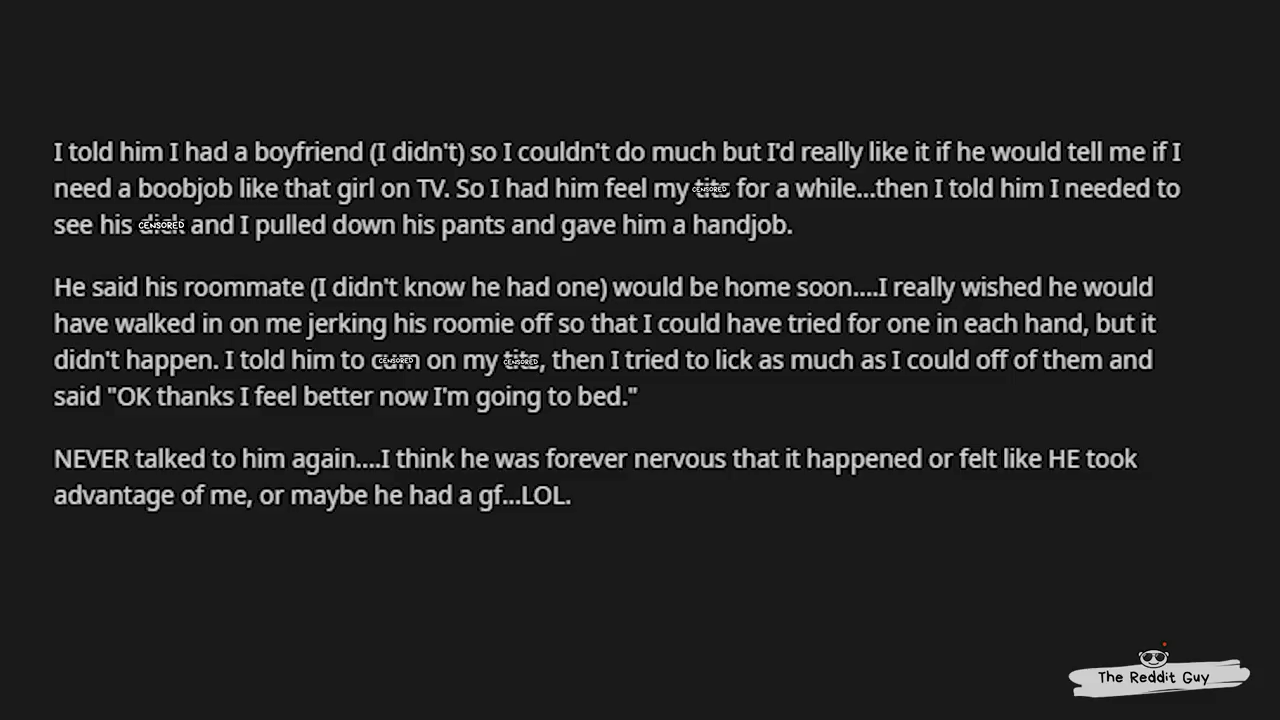 I told him I had a boyfriend (I didn't) so I couldn't do much but I'd really like it if he would tell me if I
need a boobjob like that girl on TV. So I had him feel my tits CENSORED for a while...then I told him I needed to
see his dick CENSORED and I pulled down his pants and gave him a handjob.
He said his roommate (I didn't know he had one) would be home soon....I really wished he would
have walked in on me jerking his roomie off so that I could have tried for one in each hand, but it
didn't happen. I told him to cum CENSORED on my tits CENSORED, then I tried to lick as much as I could off of them and
said "OK thanks I feel better now I'm going to bed."
NEVER talked to him again....I think he was forever nervous that it happened or felt like HE took
advantage of me, or maybe he had a gf...LOL.
The Reddit Guy